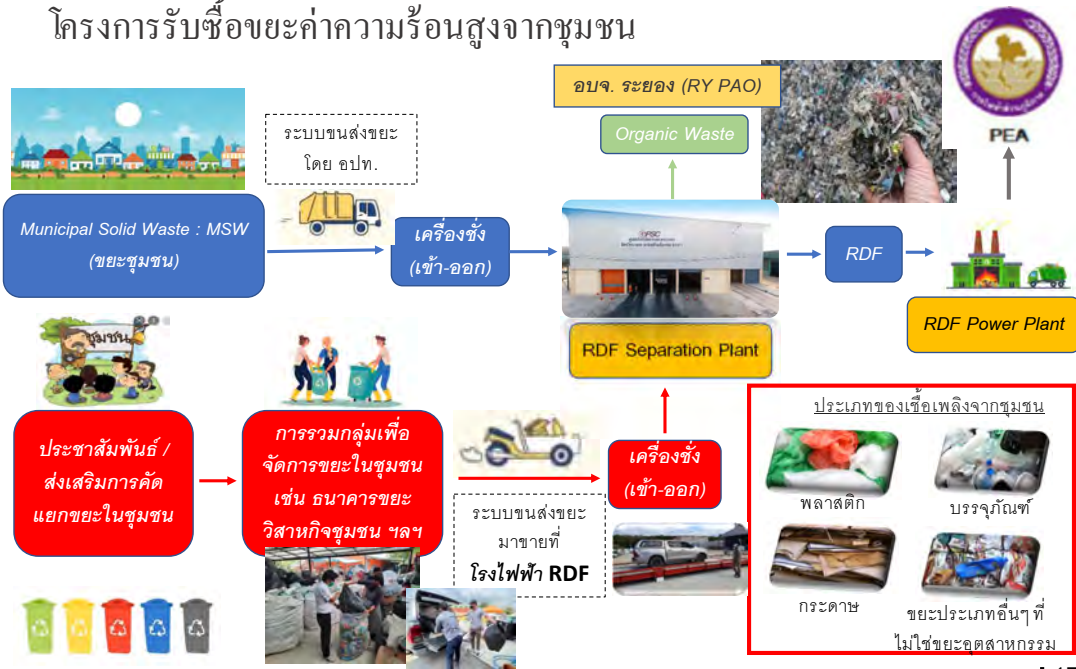 โครงการรับซื้อขยะค่าความร้อนสูงจากชุมชน
อบจ. ระยอง (RY PAO)
Organic Waste
PEA
ระบบขนส่งขยะ
โดย อปท.
Municipal Solid Waste : MSW
(ขยะชุมชน)
เครื่องชั่ง
(เข้า-ออก)
RDF
RDF Separation Plant
RDF Power Plant
ชุมชน
ประชาสัมพันธ์ /
ส่งเสริมการคัด
แยกขยะในชุมชน
การรวมกลุ่มเพื่อ
จัดการขยะในชุมชน
เช่น ธนาคารขยะ
วิสาหกิจชุมชน ฯลฯ
ระบบขนส่งขยะ
มาขายที่
โรงไฟฟ้า RDF
เครื่องชั่ง
(เข้า-ออก)
ประเภทของเชื้อเพลิงจากชุมชน
พลาสติก
บรรจุภัณฑ์
กระดาษ
ขยะประเภทอื่นๆ ที่
ไม่ใช่ขยะอุตสาหกรรม